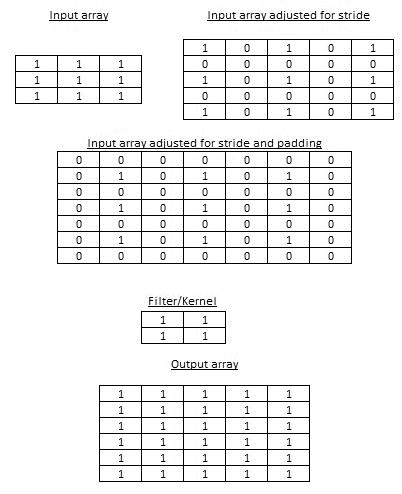 Input array
Input array adjusted for stride
1 1 1
1 1 1
1 1 1
1 0 1 0 1
0 0 0 0 0
1 0 1 0 1
0 0 0 0 0
1 0 1 0 1
Input array adjusted for stride and padding
0 0 0 0 0 0 0
0 1 0 1 0 1 0
0 0 0 0 0 0 0
0 1 0 1 0 1 0
0 0 0 0 0 0 0
0 1 0 1 0 1 0
0 0 0 0 0 0 0
Filter/Kernel
1 1
1 1
Output array
1 1 1 1 1
1 1 1 1 1
1 1 1 1 1
1 1 1 1 1
1 1 1 1 1
1 1 1 1 1